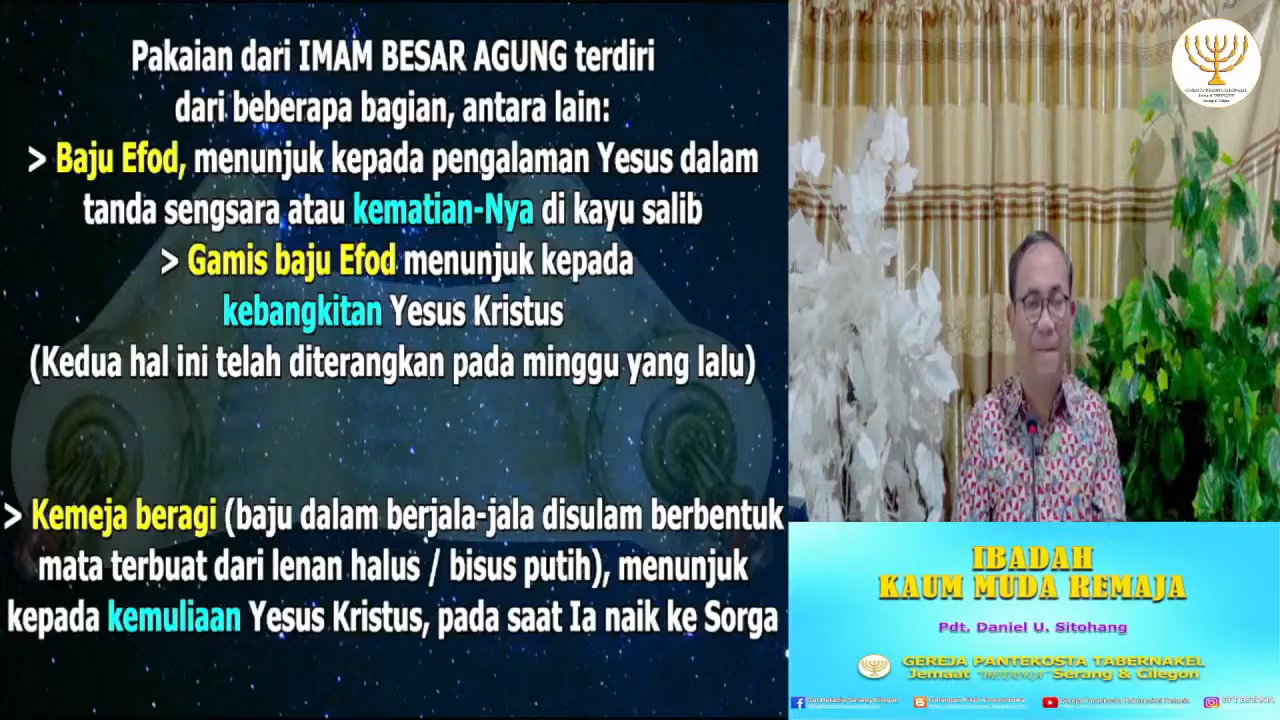 Pakaian dari IMAM BESAR AGUNG terdiri
dari beberapa bagian, antara lain:
> Baju Efod, menunjuk kepada pengalaman Yesus dalam
tanda sengsara atau kematian-Nya di kayu salib
> Gamis baju Efod menunjuk kepada
kebangkitan Yesus Kristus
(Kedua hal ini telah diterangkan pada minggu yang lalu)
> Kemeja beragi (baju dalam berjala-jala disulam berbentuk
mata terbuat dari lenan halus / bisus putih), menunjuk
kepada kemuliaan Yesus Kristus, pada saat Ia naik ke Sorga
IBADAH
KAUM MUDA REMAJA
Pdt. Daniel U. Sitohang
GEREJA PANTEKOSTA TABERNAKEL
Jemaat "BETANIA" Serang & Cilegon